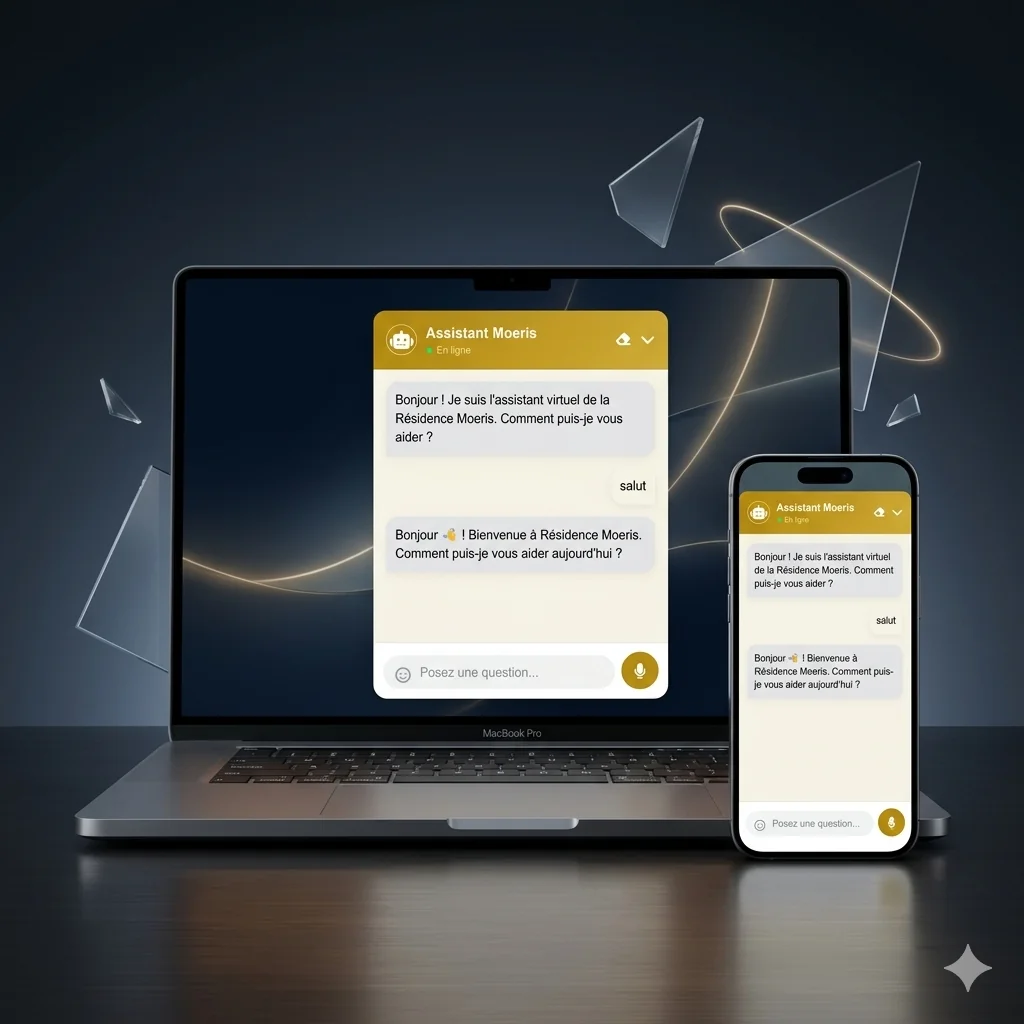 Assistant Moeris
En ligne
Bonjour ! Je suis l'assistant virtuel de la
Résidence Moeris. Comment puis-je vous
aider ?
salut
Bonjour 👋 ! Bienvenue à Résidence Moeris.
Comment puis-je vous aider aujourd'hui ?
Posez une question...
MacBook Pro
Assistant Moeris
En ligne
Bonjour ! Je suis l'assistant virtuel
de la Résidence Moeris. Comment
puis-je vous aider ?
salut
Bonjour 👋 ! Bienvenue à
Résidence Moeris. Comment puis-
je vous aider aujourd'hui ?
Posez une question...